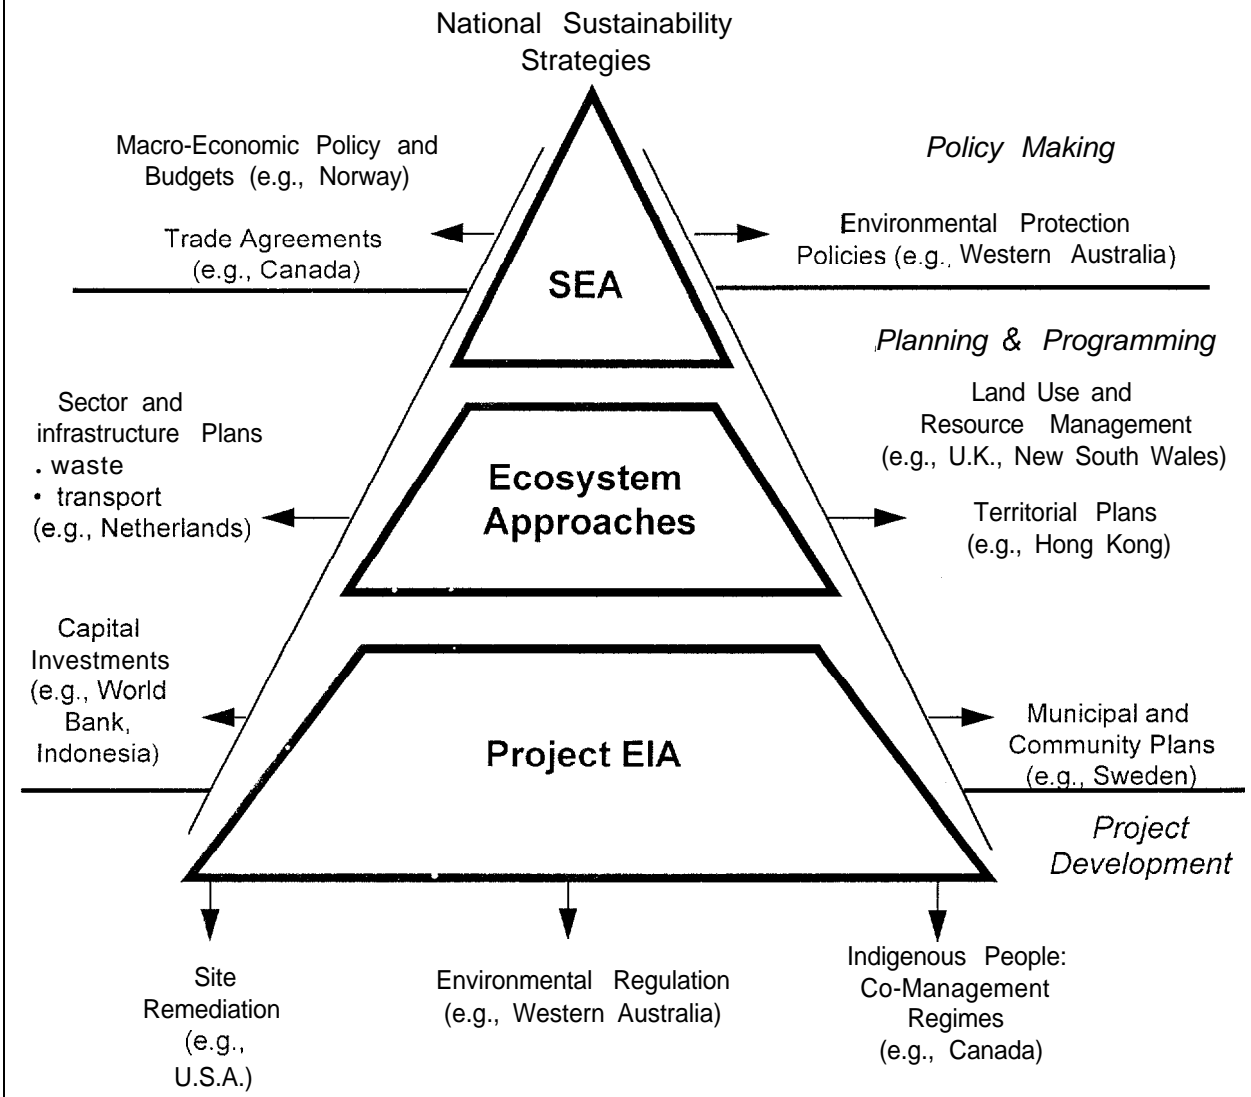 National Sustainability
Strategies
Macro-Economic Policy and
Budgets (e.g., Norway)
Policy Making
Trade Agreements
(e.g., Canada)
Environmental Protection
Policies (e.g., Western Australia)
SEA
Planning & Programming
Sector and
infrastructure Plans
. waste
• transport
(e.g., Netherlands)
Land Use and
Resource Management
(e.g., U.K., New South Wales)
Ecosystem
Approaches
Territorial Plans
(e.g., Hong Kong)
Capital
Investments
(e.g., World
Bank,
Indonesia)
Project EIA
Municipal and
Community Plans
(e.g., Sweden)
Project
Development
Site
Remediation
(e.g.,
U.S.A.)
Environmental Regulation
(e.g., Western Australia)
Indigenous People:
Co-Management
Regimes
(e.g., Canada)